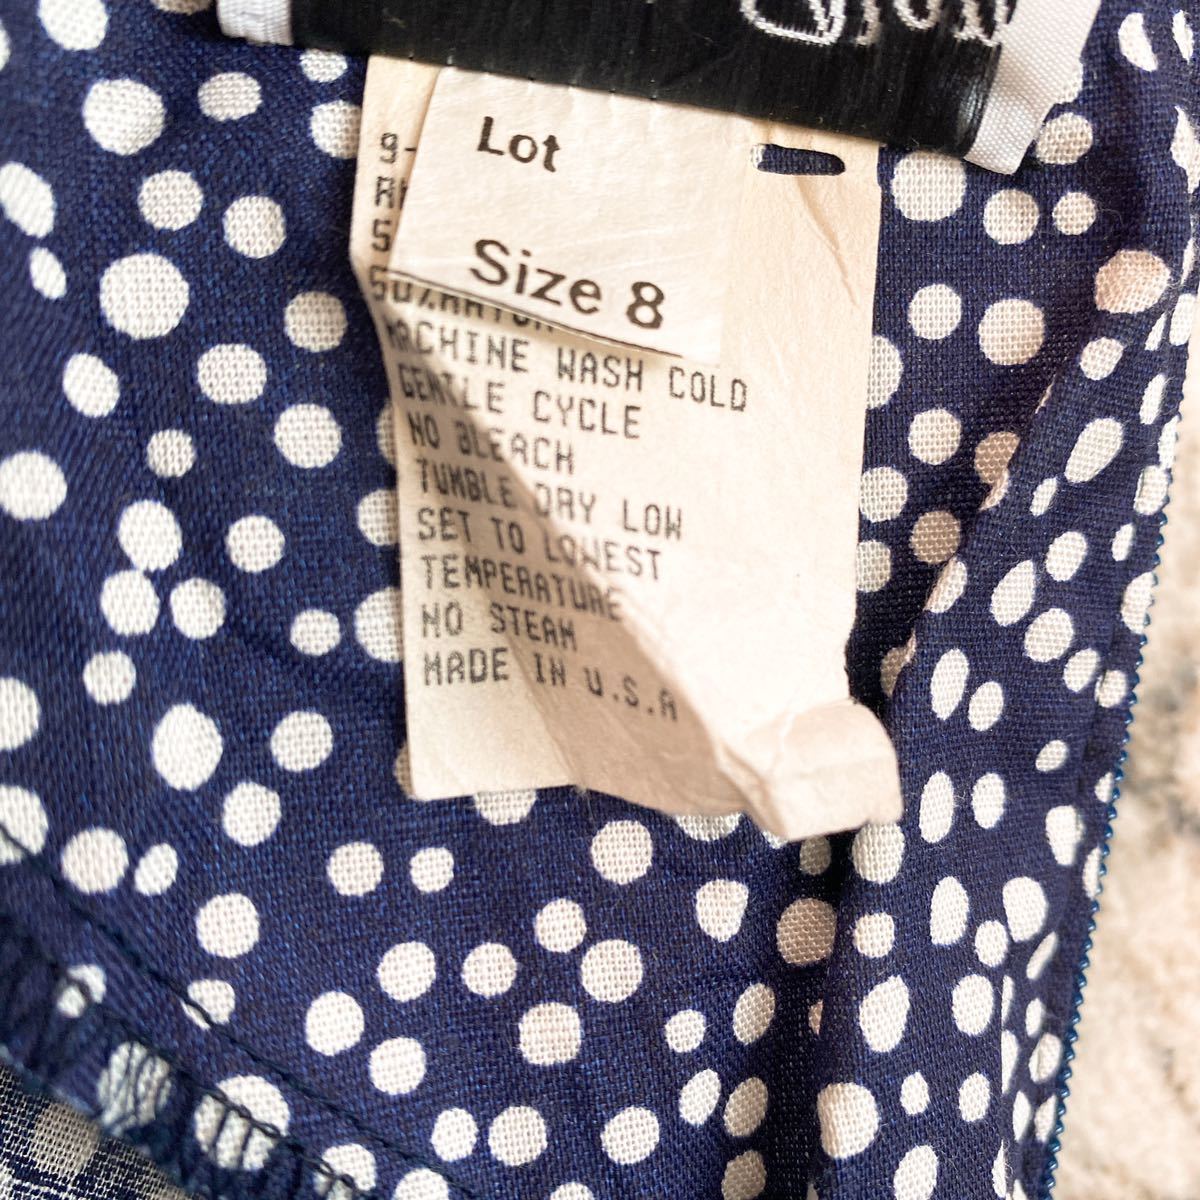 Lot
Size 8
MACHINE WASH COLD
GENTLE CYCLE
NO BLEACH
TUMBLE DRY LOW
SET TO LOWEST
TEMPERATURE
NO STEAM
MADE IN U.S.A